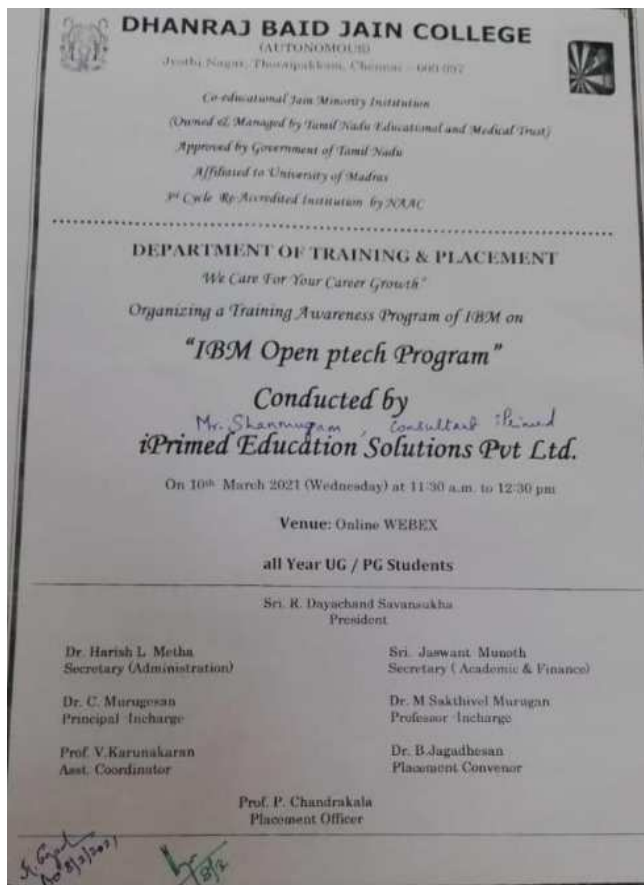 DHANRAJ BAID JAIN COLLEGE
(AUTONOMOUS)
Jyothi Nagar, Thoraipakkam, Chennai - 600 097
Co-educational Jain Minority Institution
(Owned & Managed by Tamil Nadu Educational and Medical Trust)
Approved by Government of Tamil Nadu
Affiliated to University of Madras
3rd Cycle Re-Accredited Institution by NAAC
DEPARTMENT OF TRAINING & PLACEMENT
We Care For Your Career Growth"
Organizing a Training Awareness Program of IBM on
"IBM Open ptech Program"
Conducted by
Mr. Shanmugam, Consultant iPrimed
iPrimed Education Solutions Pvt Ltd.
On 10th March 2021 (Wednesday) at 11:30 a.m. to 12:30 pm
Venue: Online WEBEX
all Year UG / PG Students
Sri. R. Dayachand Savansukha
President
Dr. Harish L Metha
Secretary (Administration)
Sri. Jaswant Munoth
Secretary ( Academic & Finance)
Dr. C. Murugesan
Principal -Incharge
Dr. M Sakthivel Murugan
Professor -Incharge
Prof. V.Karunakaran
Asst. Coordinator
Dr. B.Jagadhesan
Placement Convenor
Prof. P. Chandrakala
Placement Officer
8/2/2021
8/2